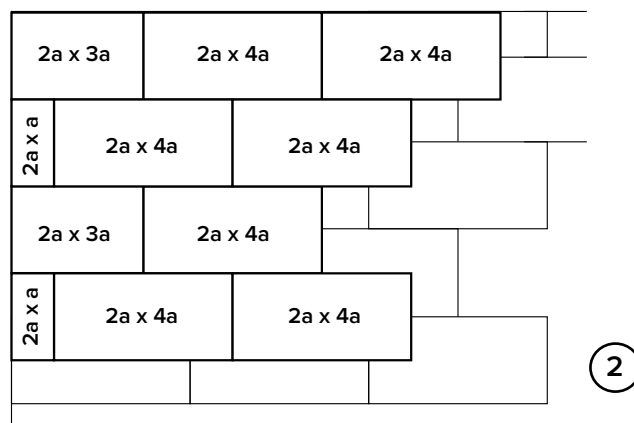 2a x 3a 2a x 4a 2a x 4a
2a x a 2a x 4a 2a x 4a
2a x 3a 2a x 4a
2a x a 2a x 4a 2a x 4a
2